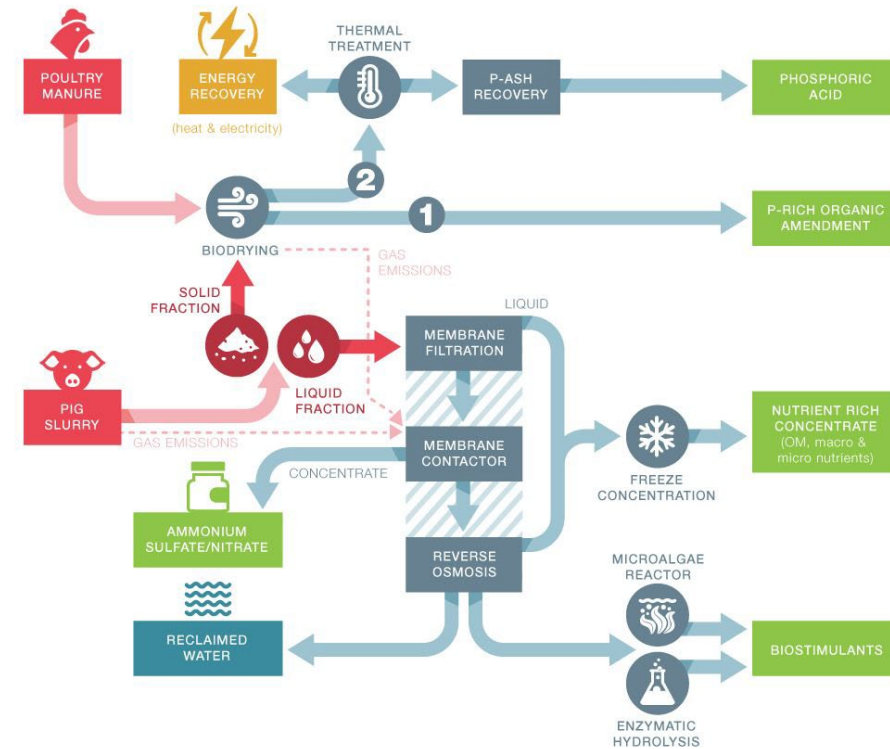 THERMAL
TREATMENT
POULTRY
MANURE
ENERGY
RECOVERY
(heat & electricity)
P-ASH
RECOVERY
PHOSPHORIC
ACID
2
1
P-RICH ORGANIC
AMENDMENT
BIODRYING
GAS
EMISSIONS
SOLID
FRACTION
LIQUID
MEMBRANE
FILTRATION
LIQUID
FRACTION
PIG
SLURRY
GAS EMISSIONS
MEMBRANE
CONTACTOR
CONCENTRATE
NUTRIENT RICH
CONCENTRATE
(OM, macro &
micro nutrients)
FREEZE
CONCENTRATION
AMMONIUM
SULFATE/NITRATE
REVERSE
OSMOSIS
MICROALGAE
REACTOR
RECLAIMED
WATER
BIOSTIMULANTS
ENZYMATIC
HYDROLYSIS